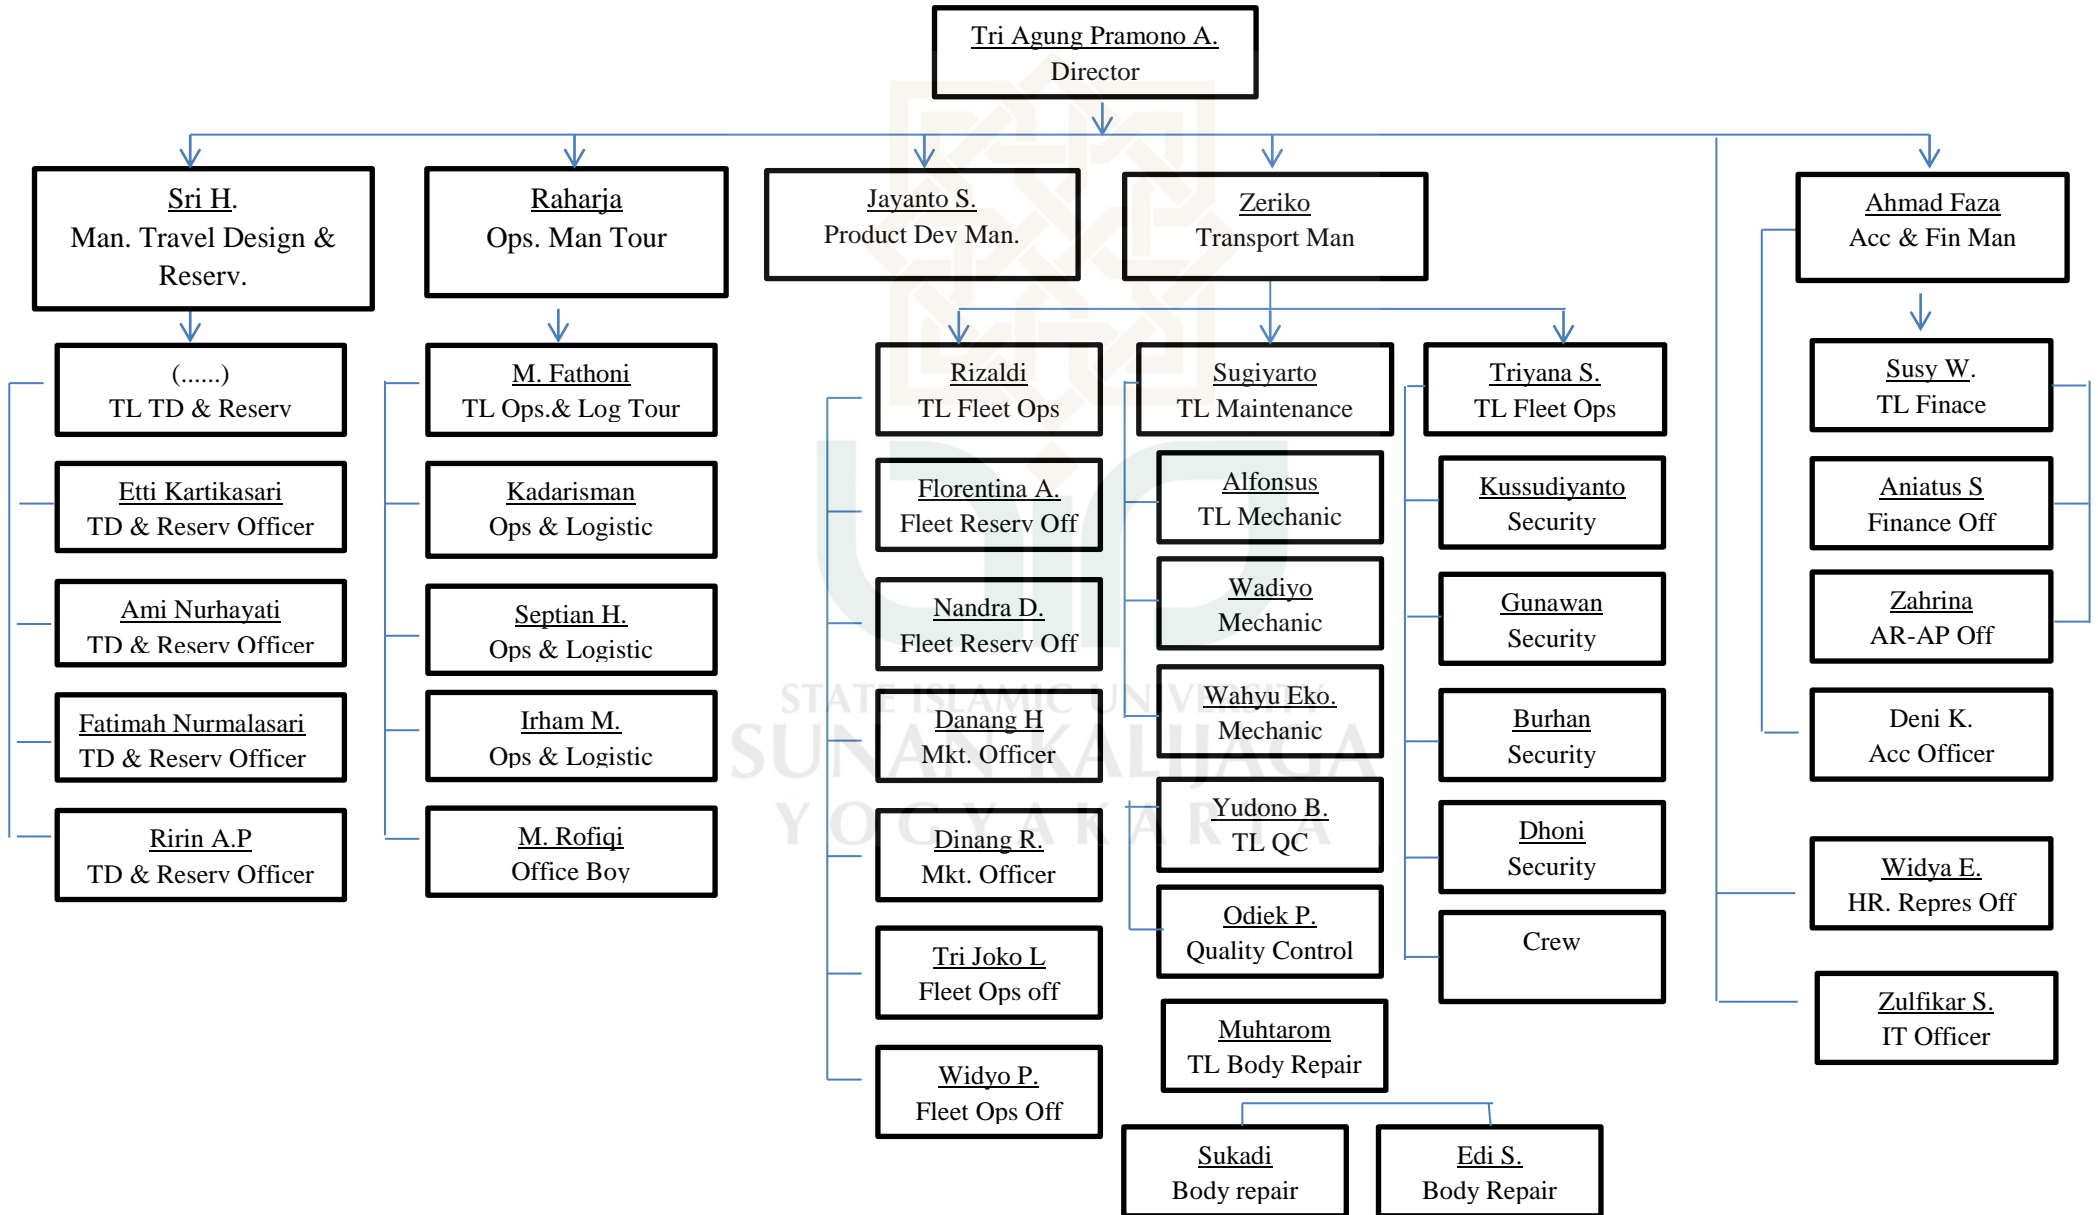 Tri Agung Pramono A.
Director
Sri H.
Man. Travel Design &
Reserv.
Raharja
Ops. Man Tour
Jayanto S.
Product Dev Man.
Zeriko
Transport Man
Ahmad Faza
Acc & Fin Man
(......)
TL TD & Reserv
Etti Kartikasari
TD & Reserv Officer
Ami Nurhayati
TD & Reserv Officer
Fatimah Nurmalasari
TD & Reserv Officer
Ririn A.P
TD & Reserv Officer
M. Fathoni
TL Ops.& Log Tour
Kadarisman
Ops & Logistic
Septian H.
Ops & Logistic
Irham M.
Ops & Logistic
M. Rofiqi
Office Boy
Rizaldi
TL Fleet Ops
Florentina A.
Fleet Reserv Off
Nandra D.
Fleet Reserv Off
Danang H
Mkt. Officer
Dinang R.
Mkt. Officer
Tri Joko L
Fleet Ops off
Widyo P.
Fleet Ops Off
Sugiyarto
TL Maintenance
Alfonsus
TL Mechanic
Wadiyo
Mechanic
Wahyu Eko.
Mechanic
Yudono B.
TL QC
Odiek P.
Quality Control
Muhtarom
TL Body Repair
Sukadi
Body repair
Edi S.
Body Repair
Triyana S.
TL Fleet Ops
Kussudiyanto
Security
Gunawan
Security
Burhan
Security
Dhoni
Security
Crew
Susy W.
TL Finace
Aniatus S
Finance Off
Zahrina
AR-AP Off
Deni K.
Acc Officer
Widya E.
HR. Repres Off
Zulfikar S.
IT Officer
STATE ISLAMIC UNIVERSITY
SUNAN KALIJAGA
YOGYAKARTA